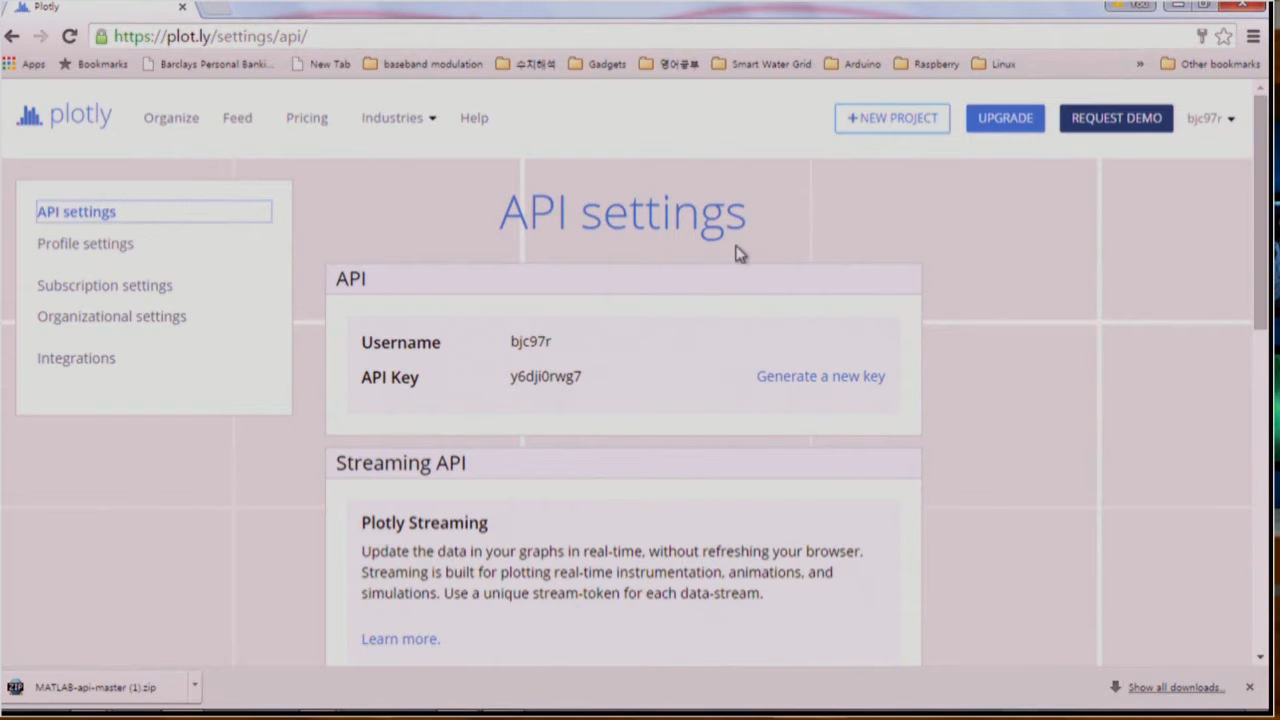 Plotly
You
https://plot.ly/settings/api/
Apps Bookmarks Barclays Personal Banki... New Tab baseband modulation 수치해석 Gadgets 영어공부 Smart Water Grid Arduino Raspberry Linux » Other bookmarks
plotly Organize Feed Pricing Industries Help +NEW PROJECT UPGRADE REQUEST DEMO bjc97r
API settings
Profile settings
Subscription settings
Organizational settings
Integrations
API settings
API
Username bjc97r
API Key y6dji0rwg7 Generate a new key
Streaming API
Plotly Streaming
Update the data in your graphs in real-time, without refreshing your browser.
Streaming is built for plotting real-time instrumentation, animations, and
simulations. Use a unique stream-token for each data-stream.
Learn more.
ZIP MATLAB-api-master (1).zip Show all downloads...